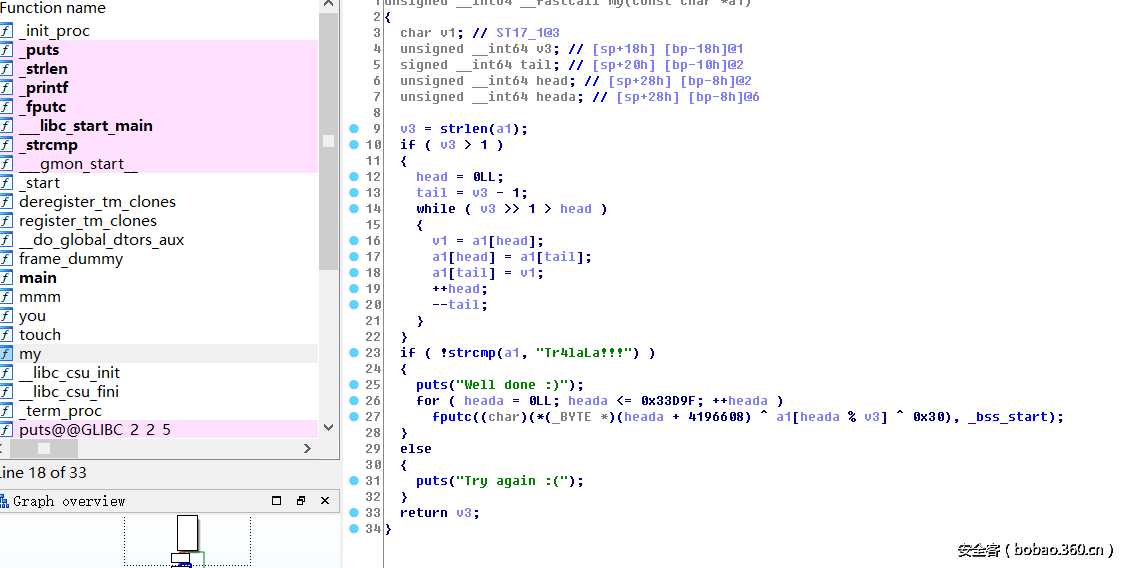 Function name
f _init_proc
f _puts
f _strlen
f _printf
f _fputc
f ___libc_start_main
f _strcmp
f ___gmon_start__
f _start
f deregister_tm_clones
f register_tm_clones
f __do_global_dtors_aux
f frame_dummy
f main
f mmm
f you
f touch
f my
f __libc_csu_init
f __libc_csu_fini
f _term_proc
f puts@@GLIBC_2_2_5
Line 18 of 33
Graph overview
1 unsigned __int64 __fastcall my(const char *a1)
2 {
3 char v1; // ST17_1@3
4 unsigned __int64 v3; // [sp+18h] [bp-18h]@1
5 signed __int64 tail; // [sp+20h] [bp-10h]@2
6 unsigned __int64 head; // [sp+28h] [bp-8h]@2
7 unsigned __int64 heada; // [sp+28h] [bp-8h]@6
8
9 v3 = strlen(a1);
10 if ( v3 > 1 )
11 {
12 head = 0LL;
13 tail = v3 - 1;
14 while ( v3 >> 1 > head )
15 {
16 v1 = a1[head];
17 a1[head] = a1[tail];
18 a1[tail] = v1;
19 ++head;
20 --tail;
21 }
22 }
23 if ( !strcmp(a1, "Tr4laLa!!!") )
24 {
25 puts("Well done :)");
26 for ( heada = 0LL; heada <= 0x33D9F; ++heada )
27 fputc((char)(*(_BYTE *)(heada + 4196608) ^ a1[heada % v3] ^ 0x30), _bss_start);
28 }
29 else
30 {
31 puts("Try again :(");
32 }
33 return v3;
34 }
安全客 ( bobao.360.cn )